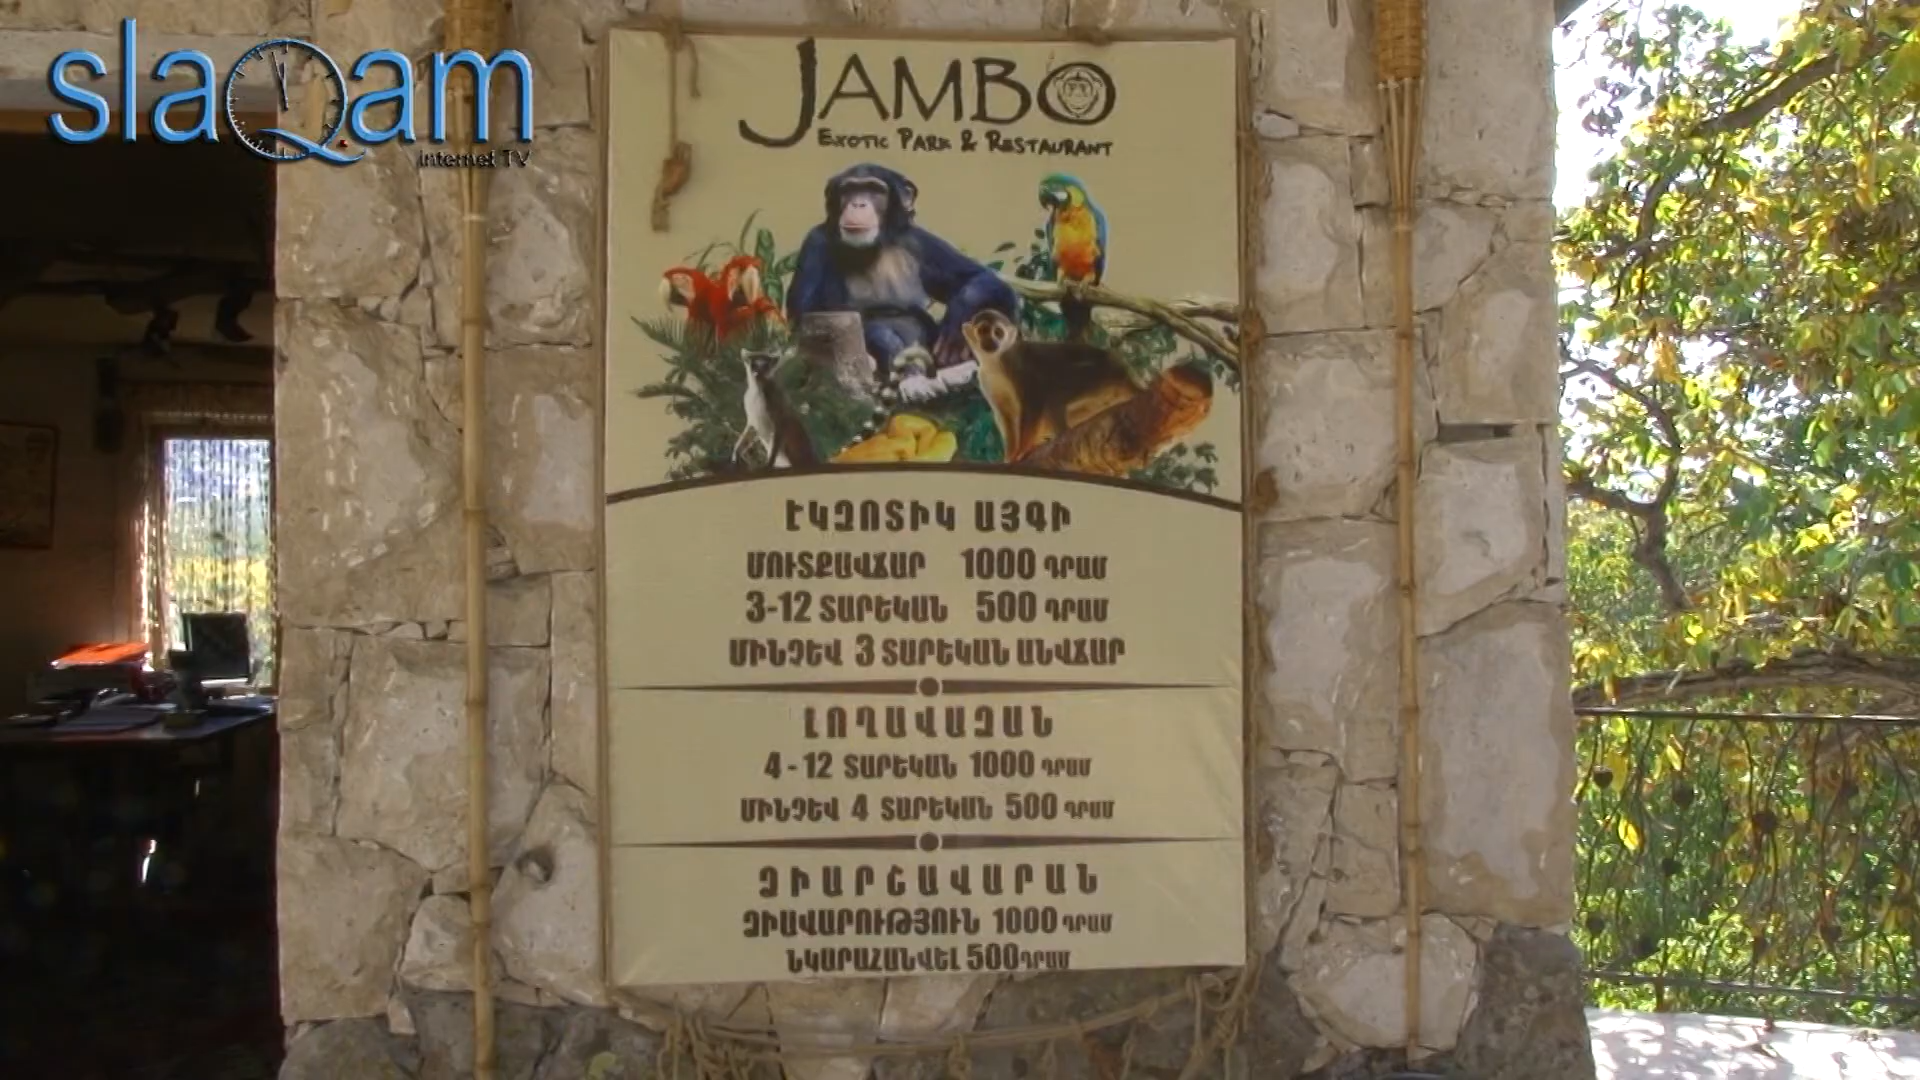 slaQam
internet TV
JAMBO
EXOTIC PARK & RESTAURANT
ԷԿԶՈՏԻԿ ԱՅԳԻ
ՄՈՒՏՔԱՎՃԱՐ 1000 ԴՐԱՄ
3-12 ՏԱՐԵԿԱՆ 500 ԴՐԱՄ
ՄԻՆՉԵՎ 3 ՏԱՐԵԿԱՆ ԱՆՎՃԱՐ
ԼՈՂԱՎԱԶԱՆ
4 - 12 ՏԱՐԵԿԱՆ 1000 ԴՐԱՄ
ՄԻՆՉԵՎ 4 ՏԱՐԵԿԱՆ 500 ԴՐԱՄ
ՁԻԱՐՇԱՎԱՐԱՆ
ՁԻԱՎԱՐՈՒԹՅՈՒՆ 1000 ԴՐԱՄ
ՆԿԱՐԱՀԱՆՎԵԼ 500ԴՐԱՄ